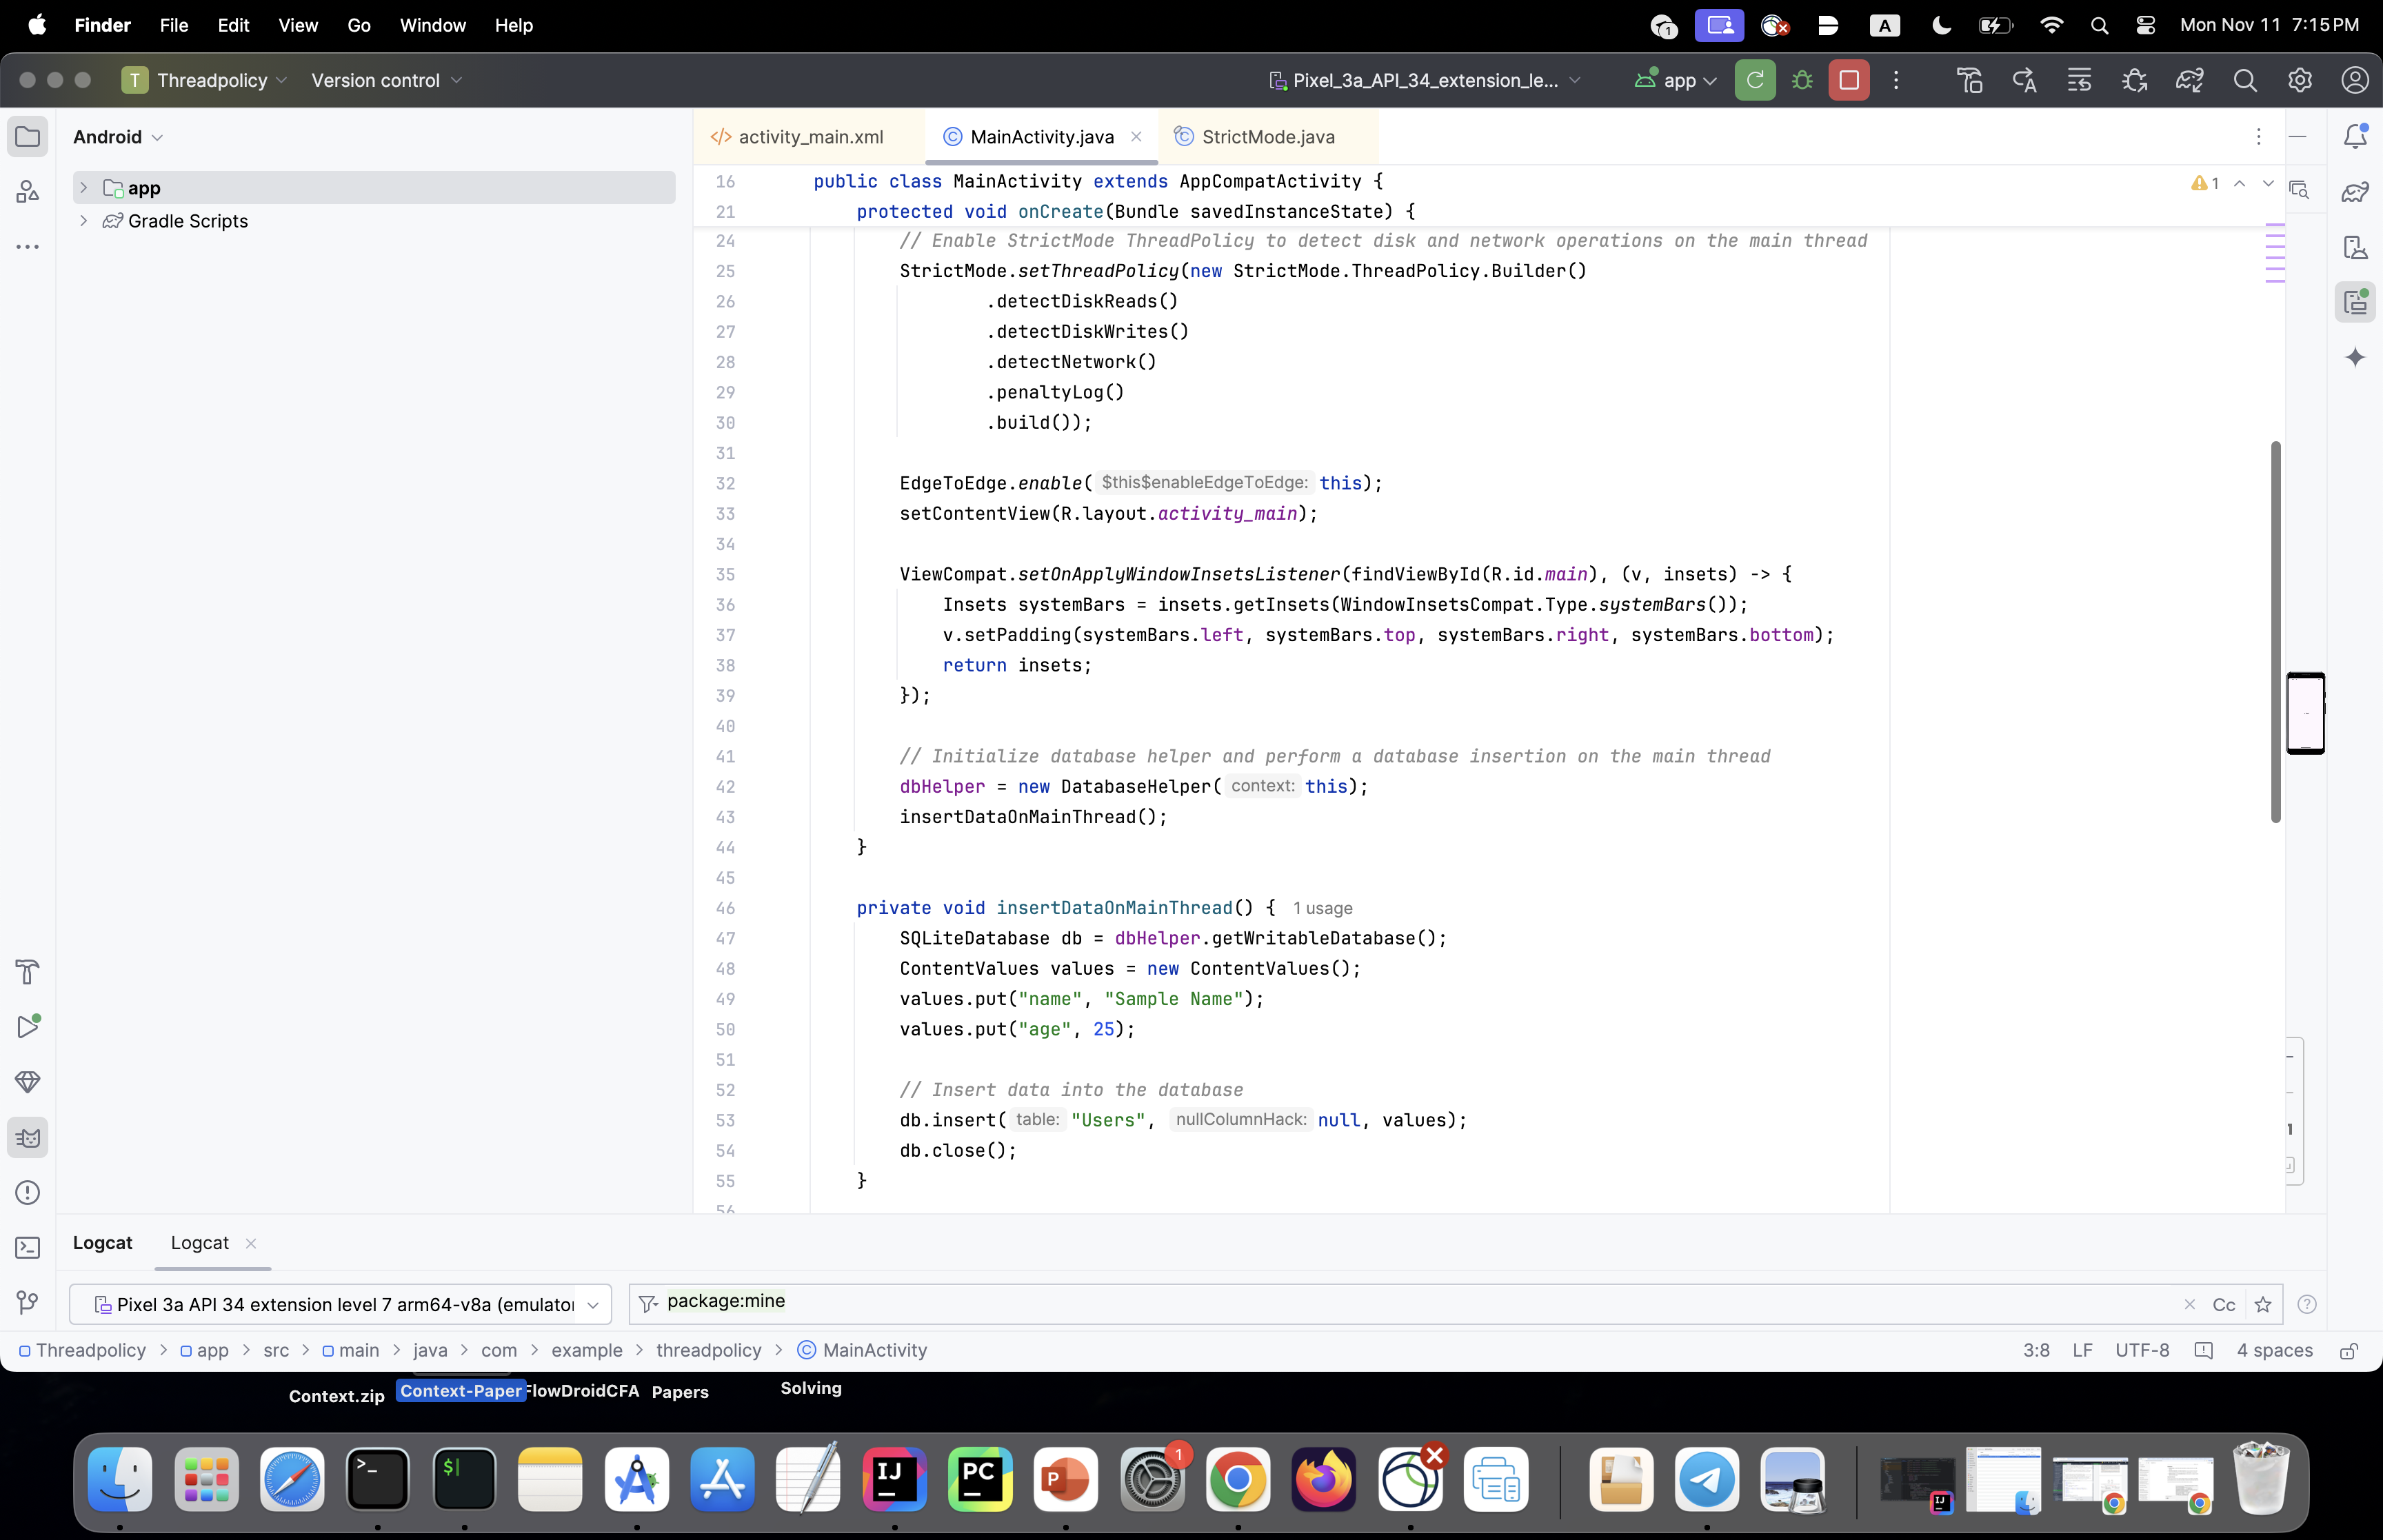 Finder File Edit View Go Window Help
1 A Mon Nov 11 7:15 PM
T Threadpolicy Version control Pixel_3a_API_34_extension_le... app
Android
app
Gradle Scripts
activity_main.xml MainActivity.java StrictMode.java
16 public class MainActivity extends AppCompatActivity {
1
21 protected void onCreate(Bundle savedInstanceState) {
24 // Enable StrictMode ThreadPolicy to detect disk and network operations on the main thread
25 StrictMode.setThreadPolicy(new StrictMode.ThreadPolicy.Builder()
26 .detectDiskReads()
27 .detectDiskWrites()
28 .detectNetwork()
29 .penaltyLog()
30 .build());
31
32 EdgeToEdge.enable( $this$enableEdgeToEdge: this);
33 setContentView(R.layout.activity_main);
34
35 ViewCompat.setOnApplyWindowInsetsListener(findViewById(R.id.main), (v, insets) -> {
36 Insets systemBars = insets.getInsets(WindowInsetsCompat.Type.systemBars());
37 v.setPadding(systemBars.left, systemBars.top, systemBars.right, systemBars.bottom);
38 return insets;
39 });
40
41 // Initialize database helper and perform a database insertion on the main thread
42 dbHelper = new DatabaseHelper( context: this);
43 insertDataOnMainThread();
44 }
45
46 private void insertDataOnMainThread() { 1 usage
47 SQLiteDatabase db = dbHelper.getWritableDatabase();
48 ContentValues values = new ContentValues();
49 values.put("name", "Sample Name");
50 values.put("age", 25);
51
52 // Insert data into the database
53 db.insert( table: "Users", nullColumnHack: null, values);
54 db.close();
55 }
56
Logcat Logcat
Pixel 3a API 34 extension level 7 arm64-v8a (emulator package:mine Cc
Threadpolicy > app > src > main > java > com > example > threadpolicy > MainActivity 3:8 LF UTF-8 4 spaces
Context.zip Context-Paper FlowDroidCFA Papers Solving
>_ $ IJ PC P 1